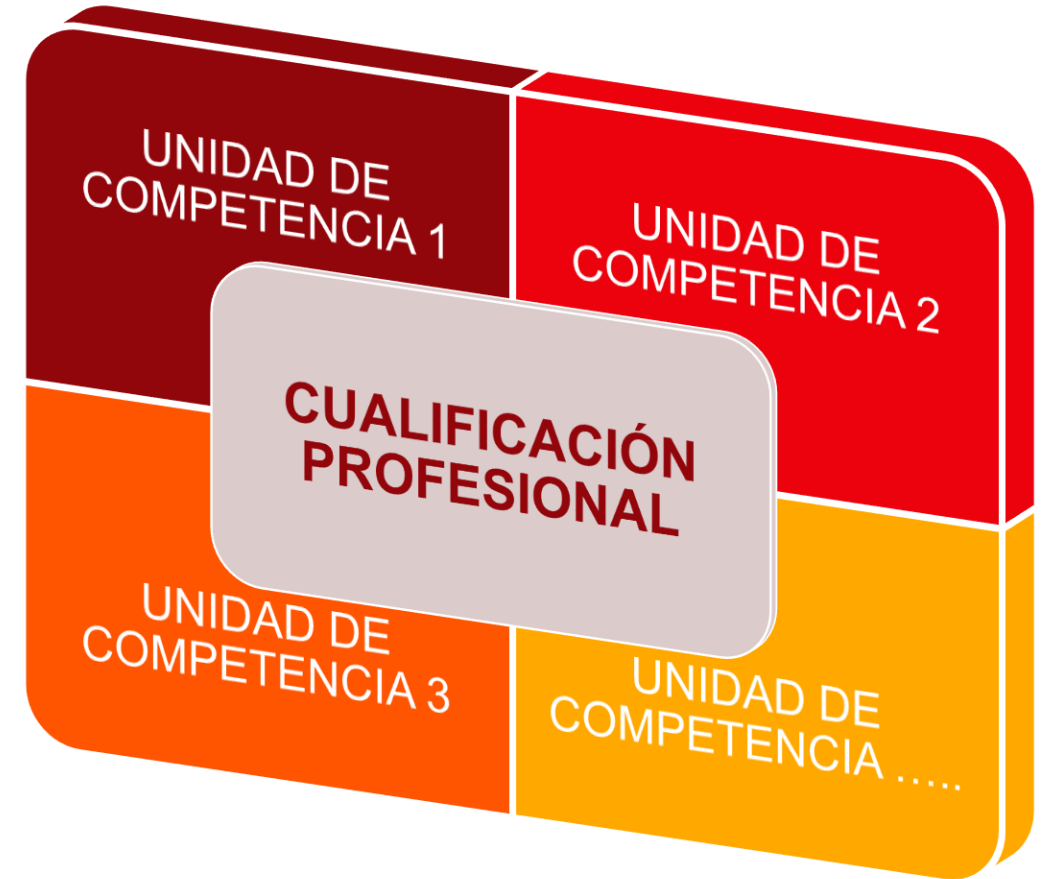 UNIDAD DE
COMPETENCIA 1
UNIDAD DE
COMPETENCIA 2
CUALIFICACIÓN
PROFESIONAL
UNIDAD DE
COMPETENCIA 3
UNIDAD DE
COMPETENCIA …..